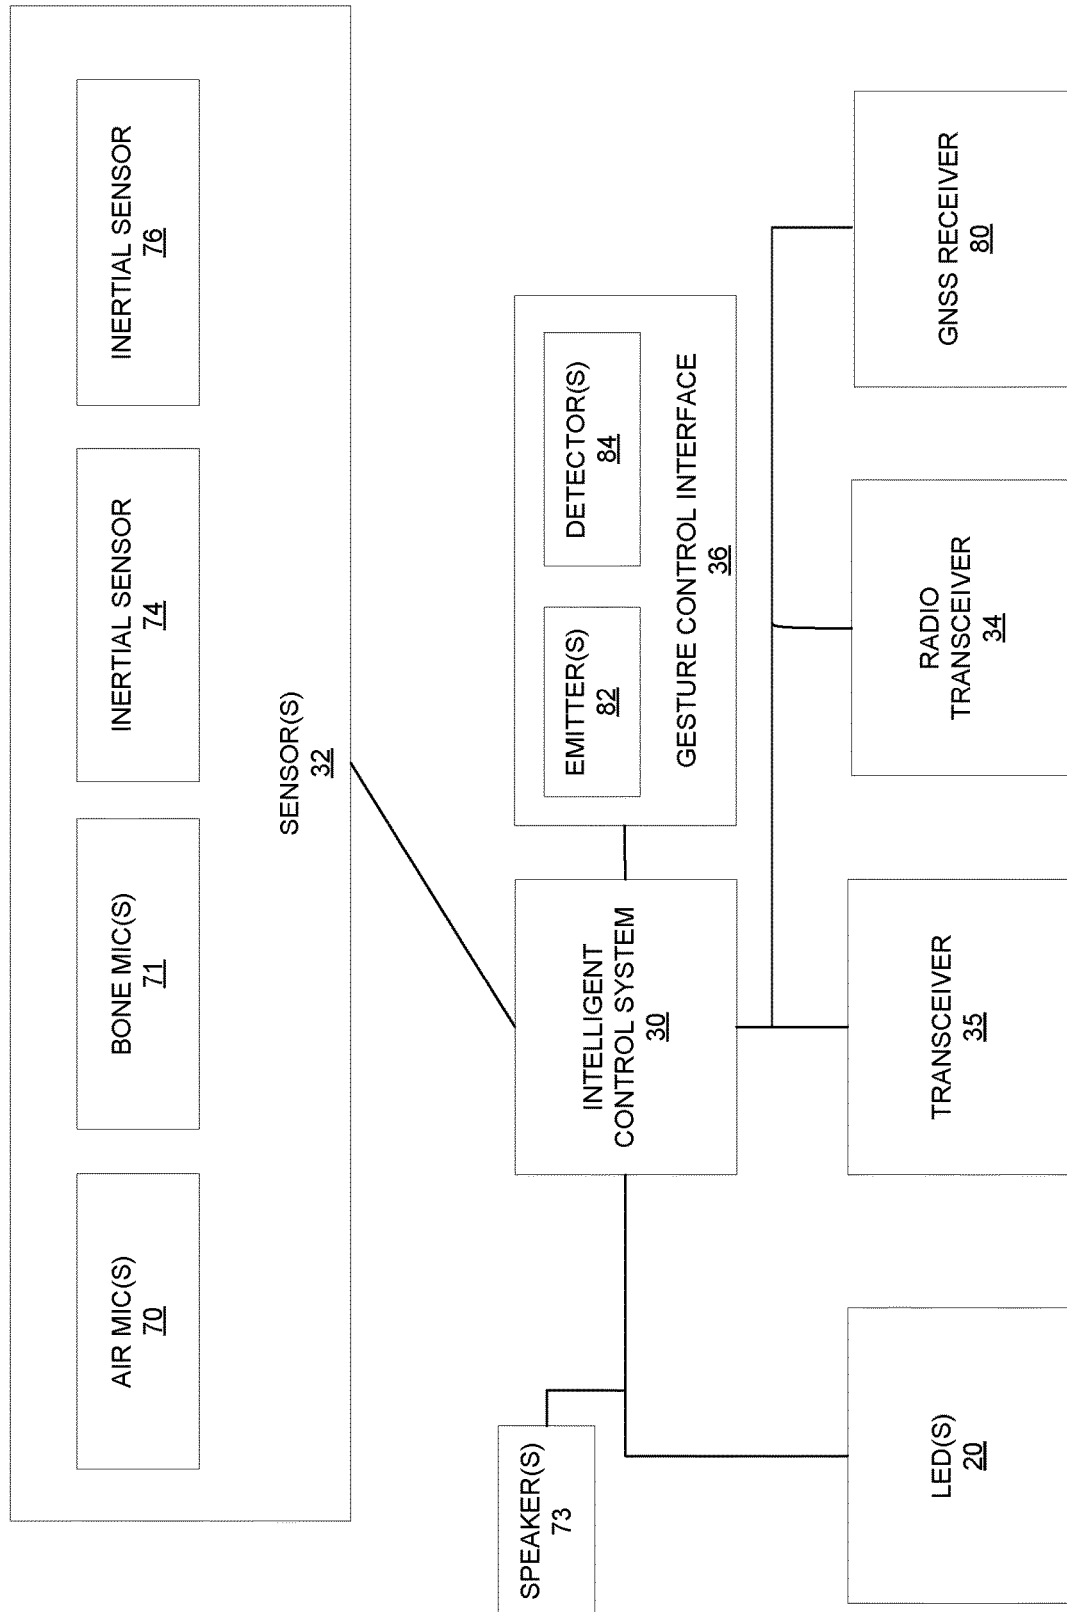 AIR MIC(S)
70
BONE MIC(S)
71
INERTIAL SENSOR
74
INERTIAL SENSOR
76
SENSOR(S)
32
SPEAKER(S)
73
INTELLIGENT
CONTROL SYSTEM
30
EMITTER(S)
82
DETECTOR(S)
84
GESTURE CONTROL INTERFACE
36
LED(S)
20
TRANSCEIVER
35
RADIO
TRANSCEIVER
34
GNSS RECEIVER
80